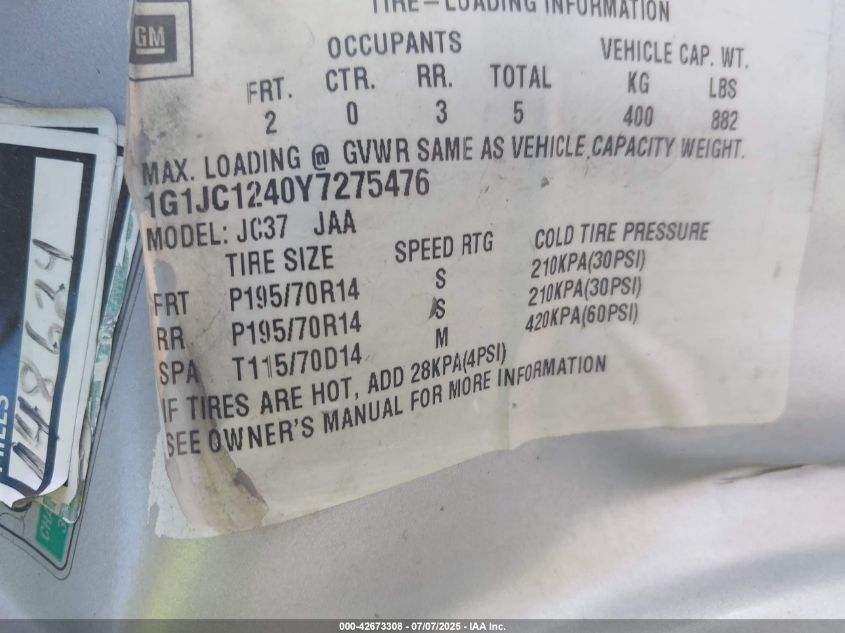 TIRE-LOADING INFORMATION
GM
OCCUPANTS VEHICLE CAP. WT.
FRT. CTR. RR. TOTAL KG LBS
2 0 3 5 400 882
MAX. LOADING @ GVWR SAME AS VEHICLE CAPACITY WEIGHT.
1G1JC1240Y7275476
MODEL: JC37 JAA
TIRE SIZE SPEED RTG COLD TIRE PRESSURE
FRT P195/70R14 S 210KPA(30PSI)
RR P195/70R14 S 210KPA(30PSI)
SPA T115/70D14 M 420KPA(60PSI)
IF TIRES ARE HOT, ADD 28KPA(4PSI)
SEE OWNER'S MANUAL FOR MORE INFORMATION
148624
MILES
000-42673308 - 07/07/2025 - IAA Inc.